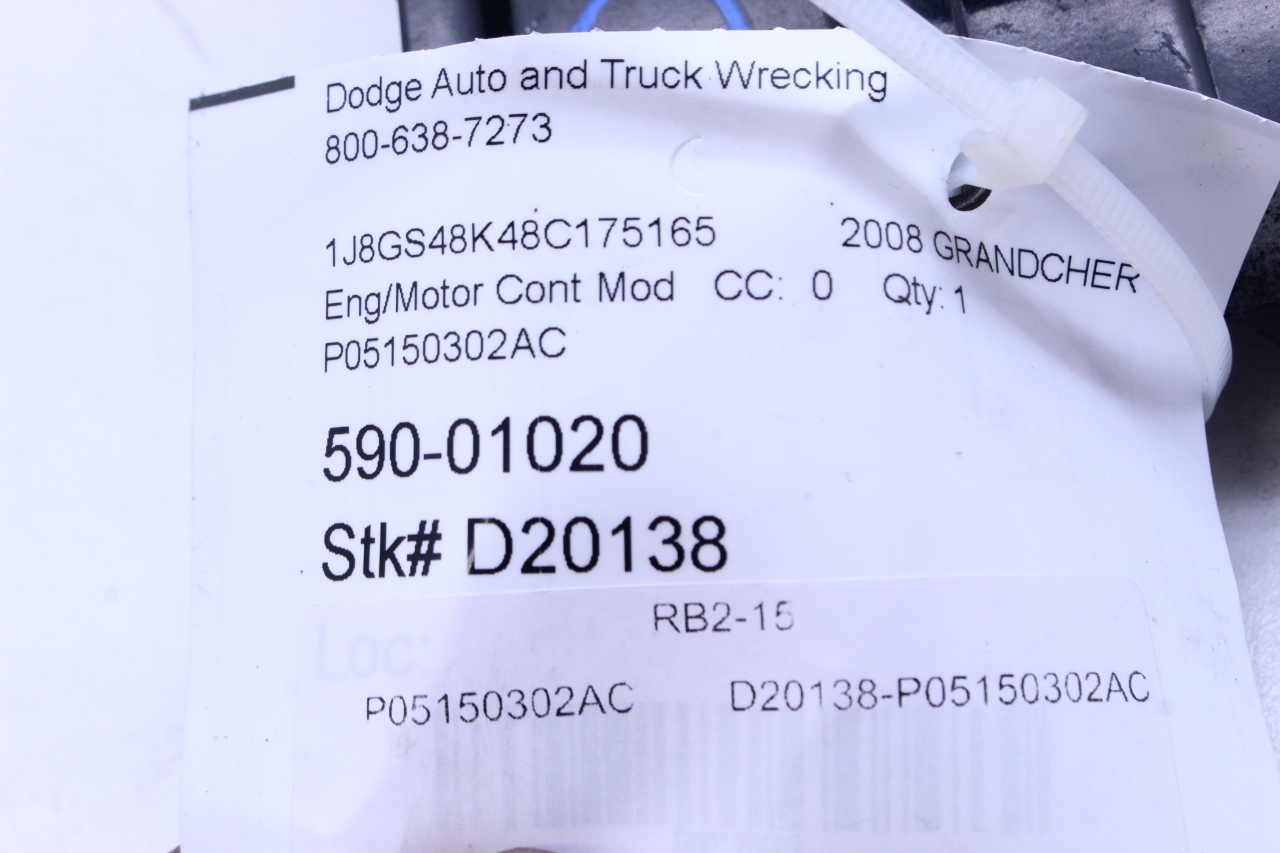 Dodge Auto and Truck Wrecking
800-638-7273
1J8GS48K48C175165 2008 GRANDCHER
Eng/Motor Cont Mod CC: 0 Qty: 1
P05150302AC
590-01020
Stk# D20138
RB2-15
Loc:
P05150302AC D20138-P05150302AC